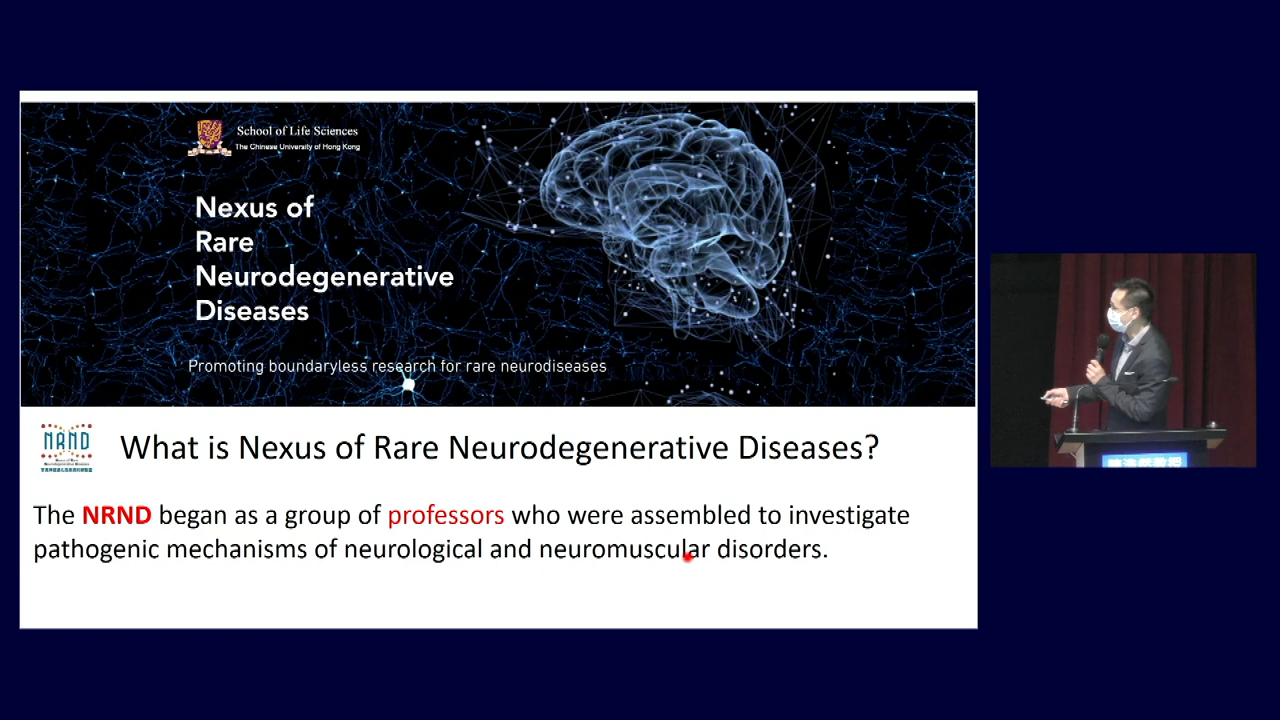 School of Life Sciences
The Chinese University of Hong Kong
Nexus of
Rare
Neurodegenerative
Diseases
Promoting boundaryless research for rare neurodiseases
NRND
What is Nexus of Rare Neurodegenerative Diseases?
The NRND began as a group of professors who were assembled to investigate
pathogenic mechanisms of neurological and neuromuscular disorders.